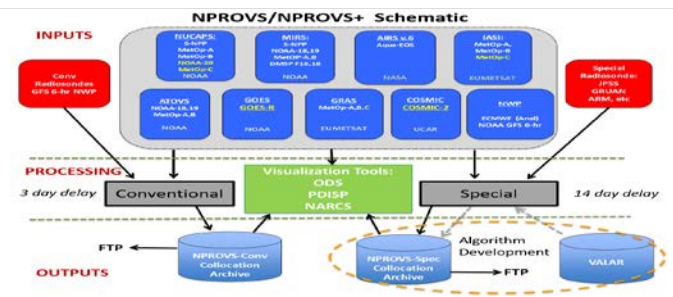 NPROVS/NPROVS+ Schematic
INPUTS
NUCAPS:
S-NPP
MetOp-A
MetOp-B
NOAA-20
MetOp-C
NOAA
MIRS:
S-NPP
NOAA-18,19
MetOP-A,B
DMSP F16,18
NOAA
AIRS v.6
Aqua-EOS
NASA
IASI:
MetOp-A,
MetOp-B
MetOp-C
EUMETSAT
Conv
Radiosondes
GFS 6-hr NWP
Special
Radiosonde:
JPSS
GRUAN
ARM, etc
ATOVS
NOAA-18,19
MetOp-A,B
NOAA
GOES
GOES-R
NOAA
GRAS
MetOp-A,B,C
EUMETSAT
COSMIC
COSMIC-2
UCAR
NWP
ECMWF (Anal)
NOAA GFS 6-hr
PROCESSING
3 day delay
Conventional
Visualization Tools:
ODS
PDISP
NARCS
Special
14 day delay
FTP
NPROVS-Conv
Collocation
Archive
NPROVS-Spec
Collocation
Archive
Algorithm
Development
FTP
VALAR
OUTPUTS